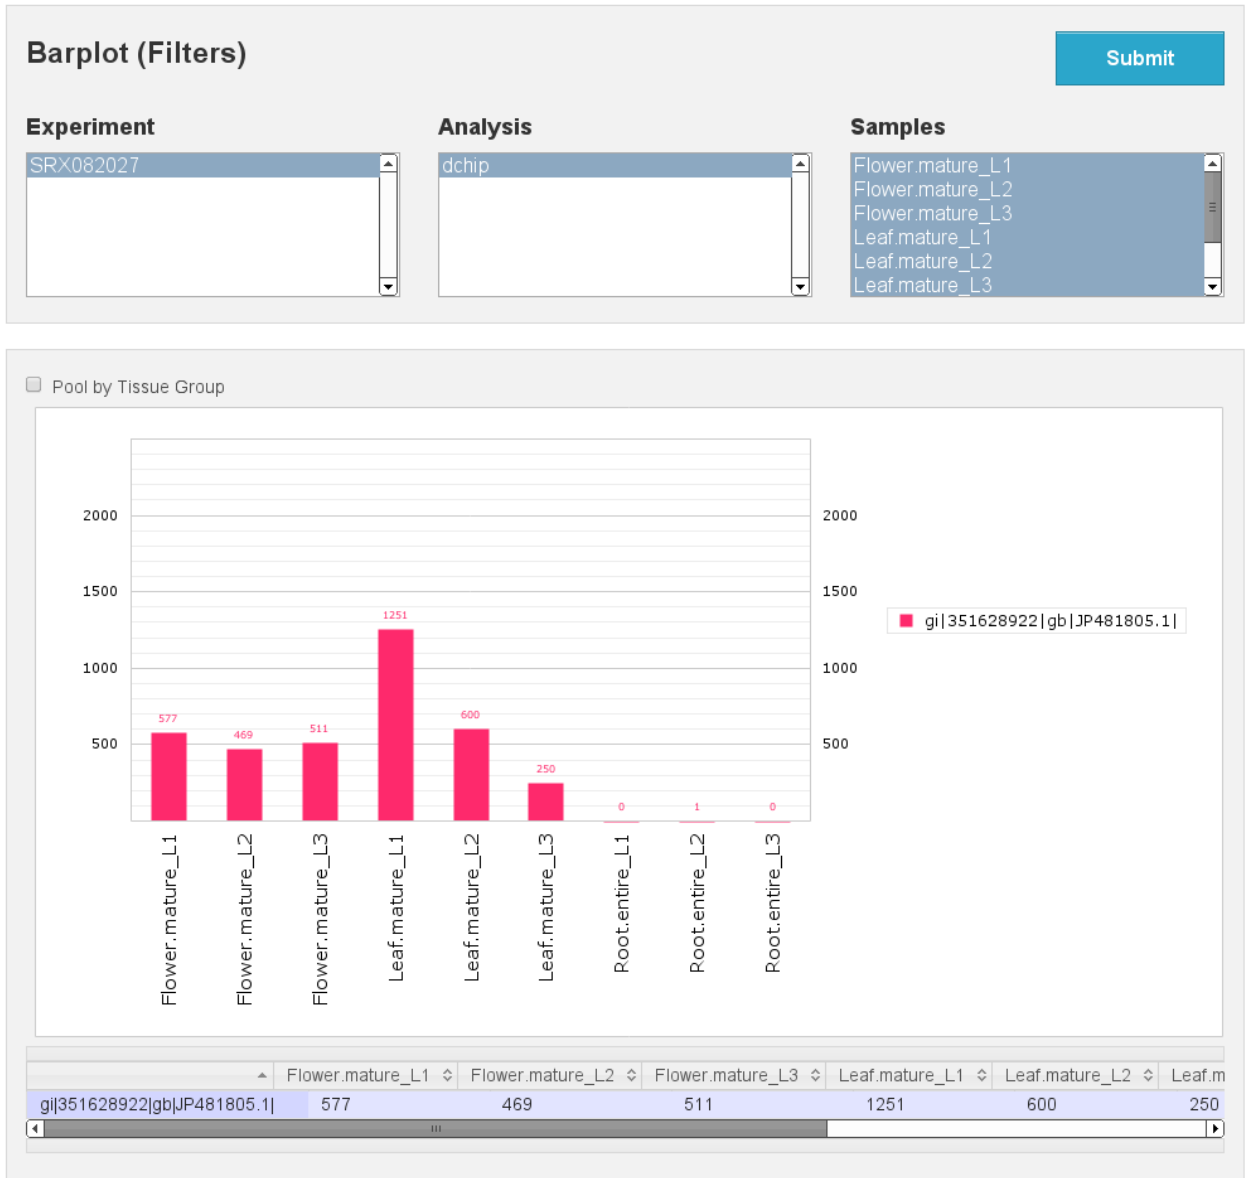 Barplot (Filters)
Submit
Experiment
Analysis
Samples
SRX082027
dchip
Flower.mature_L1
Flower.mature_L2
Flower.mature_L3
Leaf.mature_L1
Leaf.mature_L2
Leaf.mature_L3
Pool by Tissue Group
2000 2000
1500 1500
1251
gi|351628922|gb|JP481805.1|
1000 1000
577 469 511 600
500 500
250
0 1 0
Flower.mature_L1
Flower.mature_L2
Flower.mature_L3
Leaf.mature_L1
Leaf.mature_L2
Leaf.mature_L3
Root.entire_L1
Root.entire_L2
Root.entire_L3
Flower.mature_L1 Flower.mature_L2 Flower.mature_L3 Leaf.mature_L1 Leaf.mature_L2 Leaf.m
gi|351628922|gb|JP481805.1| 577 469 511 1251 600 250